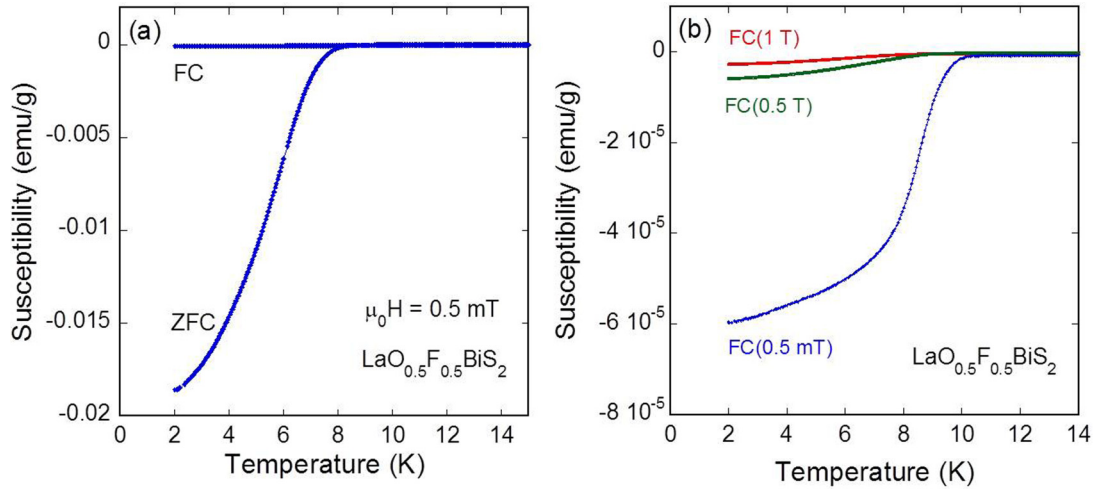 (a)
0
-0.005
-0.01
-0.015
-0.02
Susceptibility (emu/g)
FC
ZFC
μ₀H = 0.5 mT
LaO₀.₅F₀.₅BiS₂
0 2 4 6 8 10 12 14
Temperature (K)
(b)
0
-2 10⁻⁵
-4 10⁻⁵
-6 10⁻⁵
-8 10⁻⁵
Susceptibility (emu/g)
FC(1 T)
FC(0.5 T)
FC(0.5 mT)
LaO₀.₅F₀.₅BiS₂
0 2 4 6 8 10 12 14
Temperature (K)